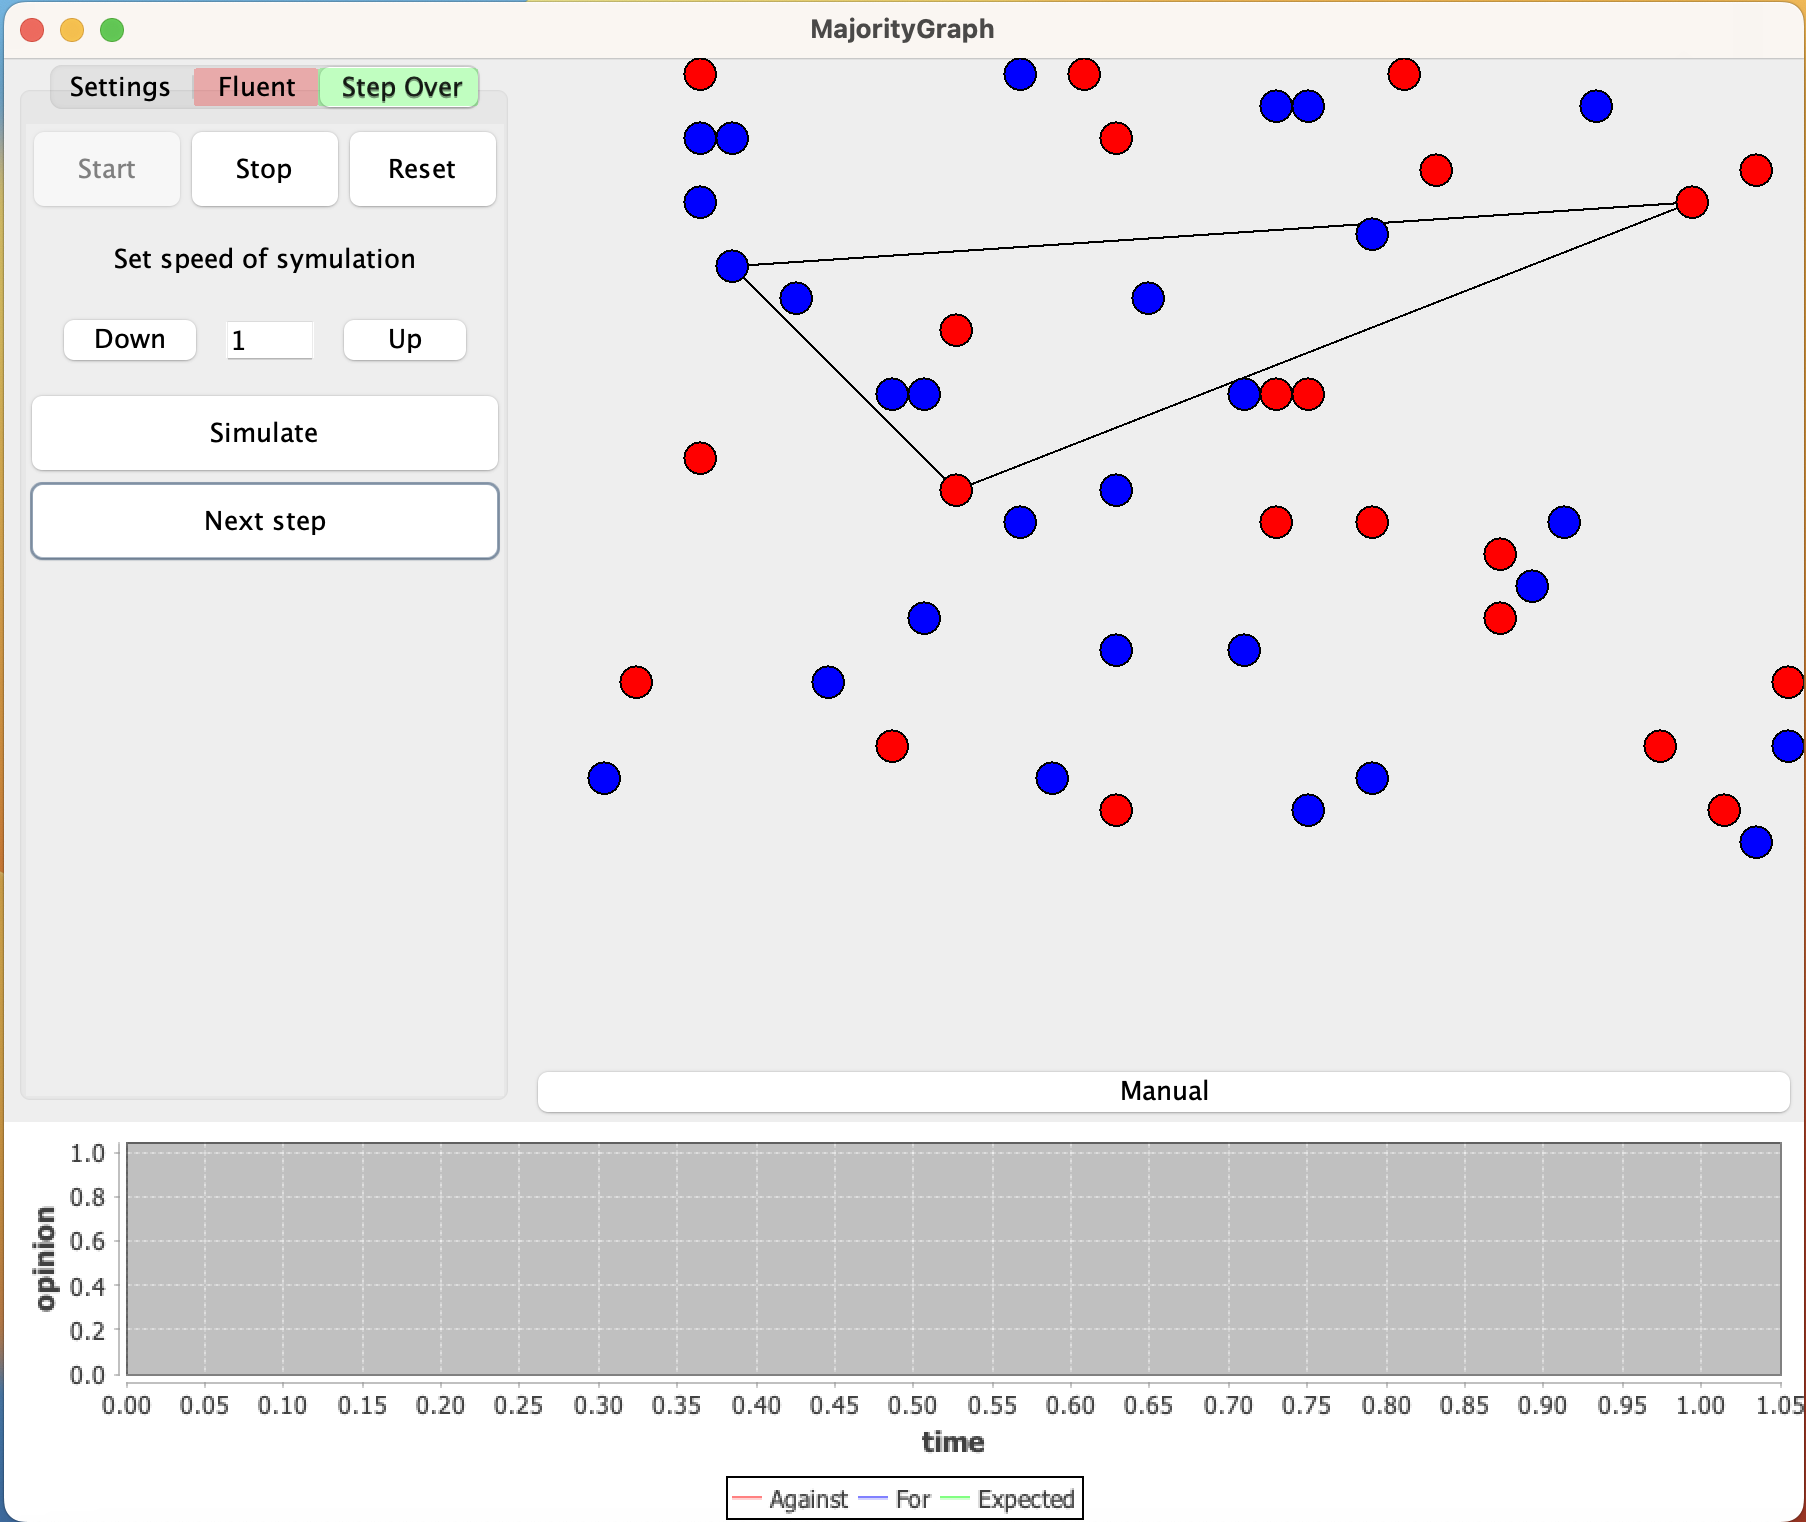 MajorityGraph
Settings Fluent Step Over
Start Stop Reset
Set speed of symulation
Down 1 Up
Simulate
Next step
Manual
opinion
1.0
0.8
0.6
0.4
0.2
0.0
0.00 0.05 0.10 0.15 0.20 0.25 0.30 0.35 0.40 0.45 0.50 0.55 0.60 0.65 0.70 0.75 0.80 0.85 0.90 0.95 1.00 1.05
time
Against For Expected